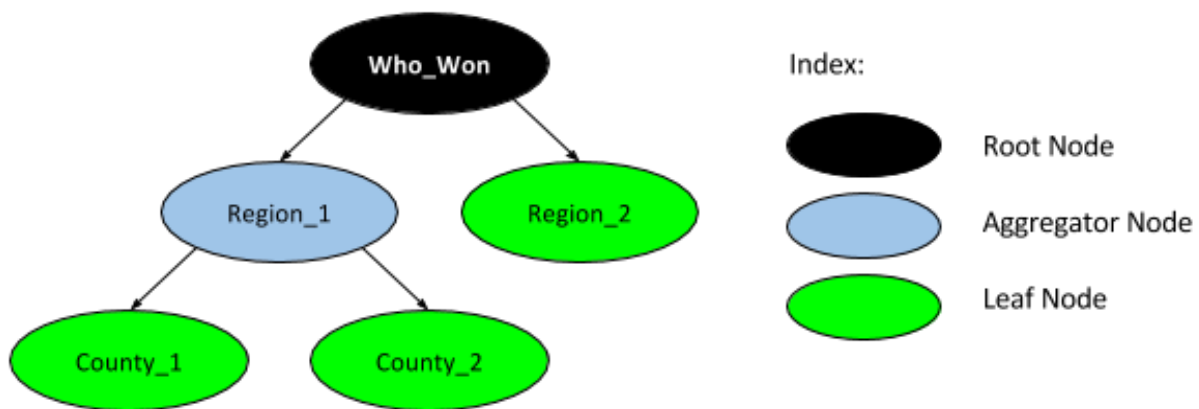 Who_Won
Region_1
Region_2
County_1
County_2
Index:
Root Node
Aggregator Node
Leaf Node